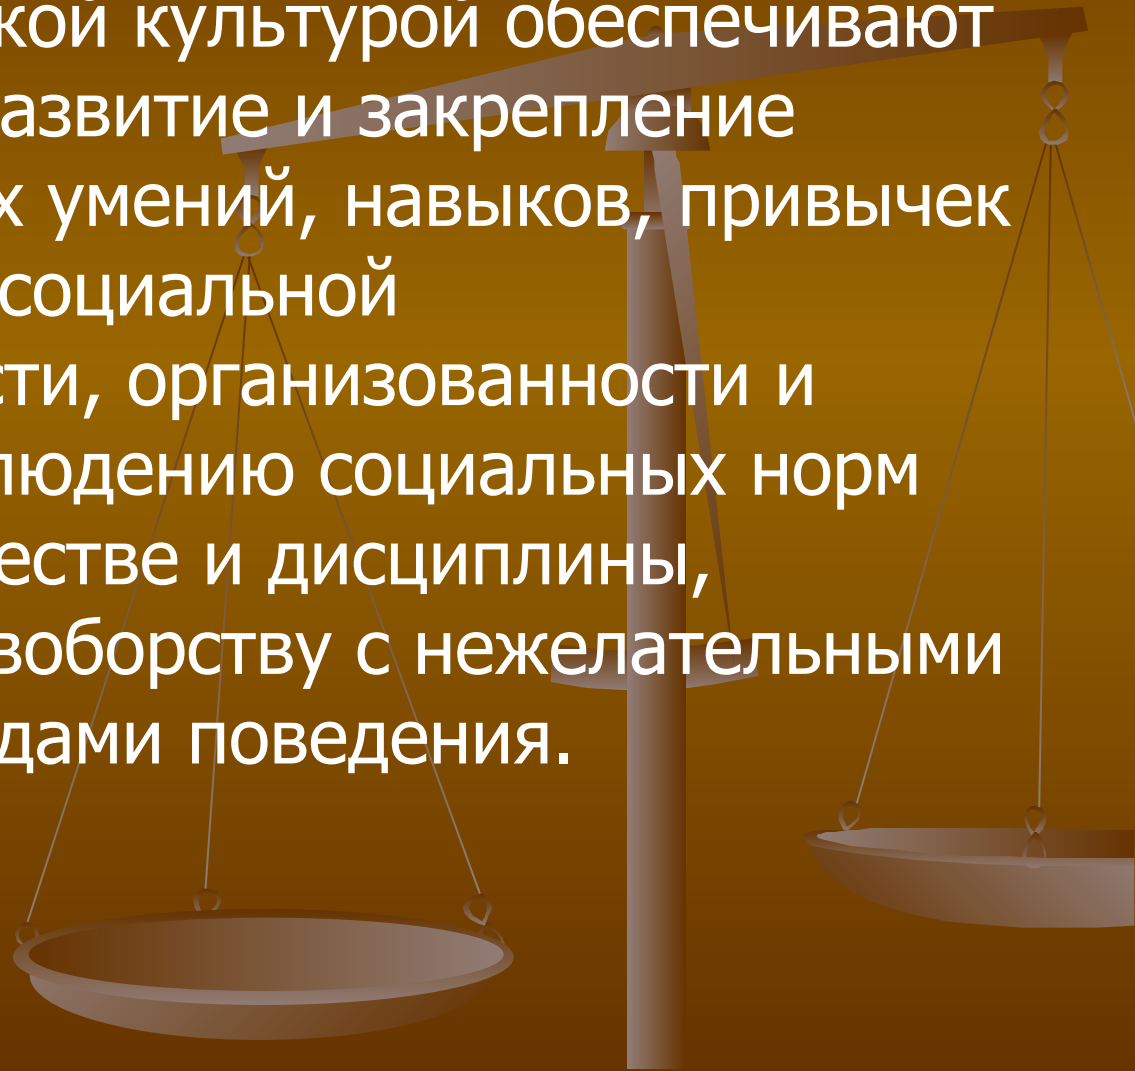 кой культурой обеспечивают
азвитие и закрепление
х умений, навыков, привычек
социальной
сти, организованности и
людению социальных норм
естве и дисциплины,
воборству с нежелательными
дами поведения.